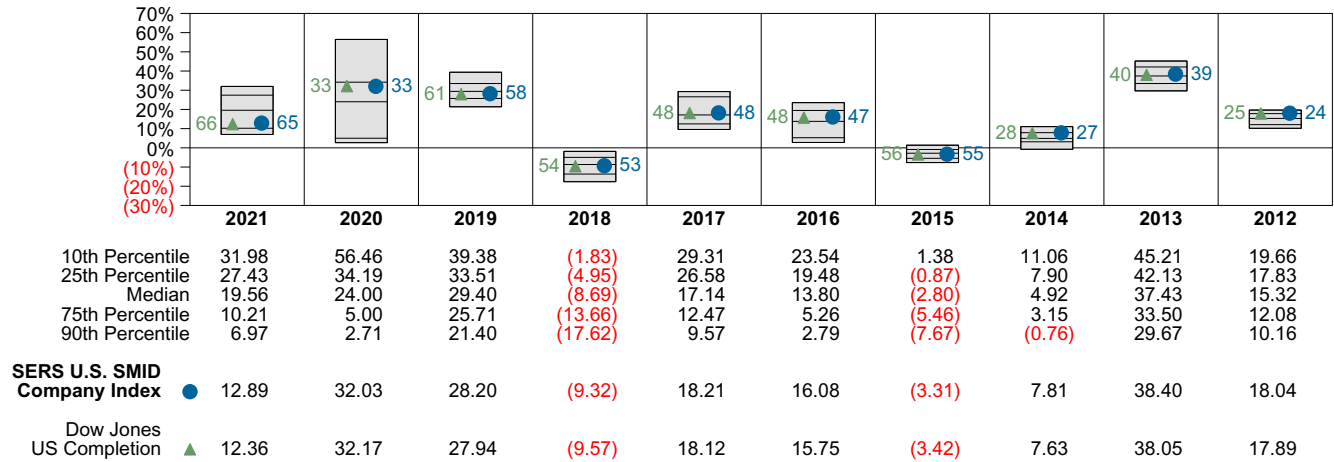 70%
60%
50%
40%
30%
20%
10%
0%
(10%)
(20%)
(30%)
66 65
33 33
61 58
54 53
48 48
48 47
56 55
28 27
40 39
25 24
2021 2020 2019 2018 2017 2016 2015 2014 2013 2012
10th Percentile 31.98 56.46 39.38 (1.83) 29.31 23.54 1.38 11.06 45.21 19.66
25th Percentile 27.43 34.19 33.51 (4.95) 26.58 19.48 (0.87) 7.90 42.13 17.83
Median 19.56 24.00 29.40 (8.69) 17.14 13.80 (2.80) 4.92 37.43 15.32
75th Percentile 10.21 5.00 25.71 (13.66) 12.47 5.26 (5.46) 3.15 33.50 12.08
90th Percentile 6.97 2.71 21.40 (17.62) 9.57 2.79 (7.67) (0.76) 29.67 10.16
SERS U.S. SMID
Company Index 12.89 32.03 28.20 (9.32) 18.21 16.08 (3.31) 7.81 38.40 18.04
Dow Jones
US Completion 12.36 32.17 27.94 (9.57) 18.12 15.75 (3.42) 7.63 38.05 17.89